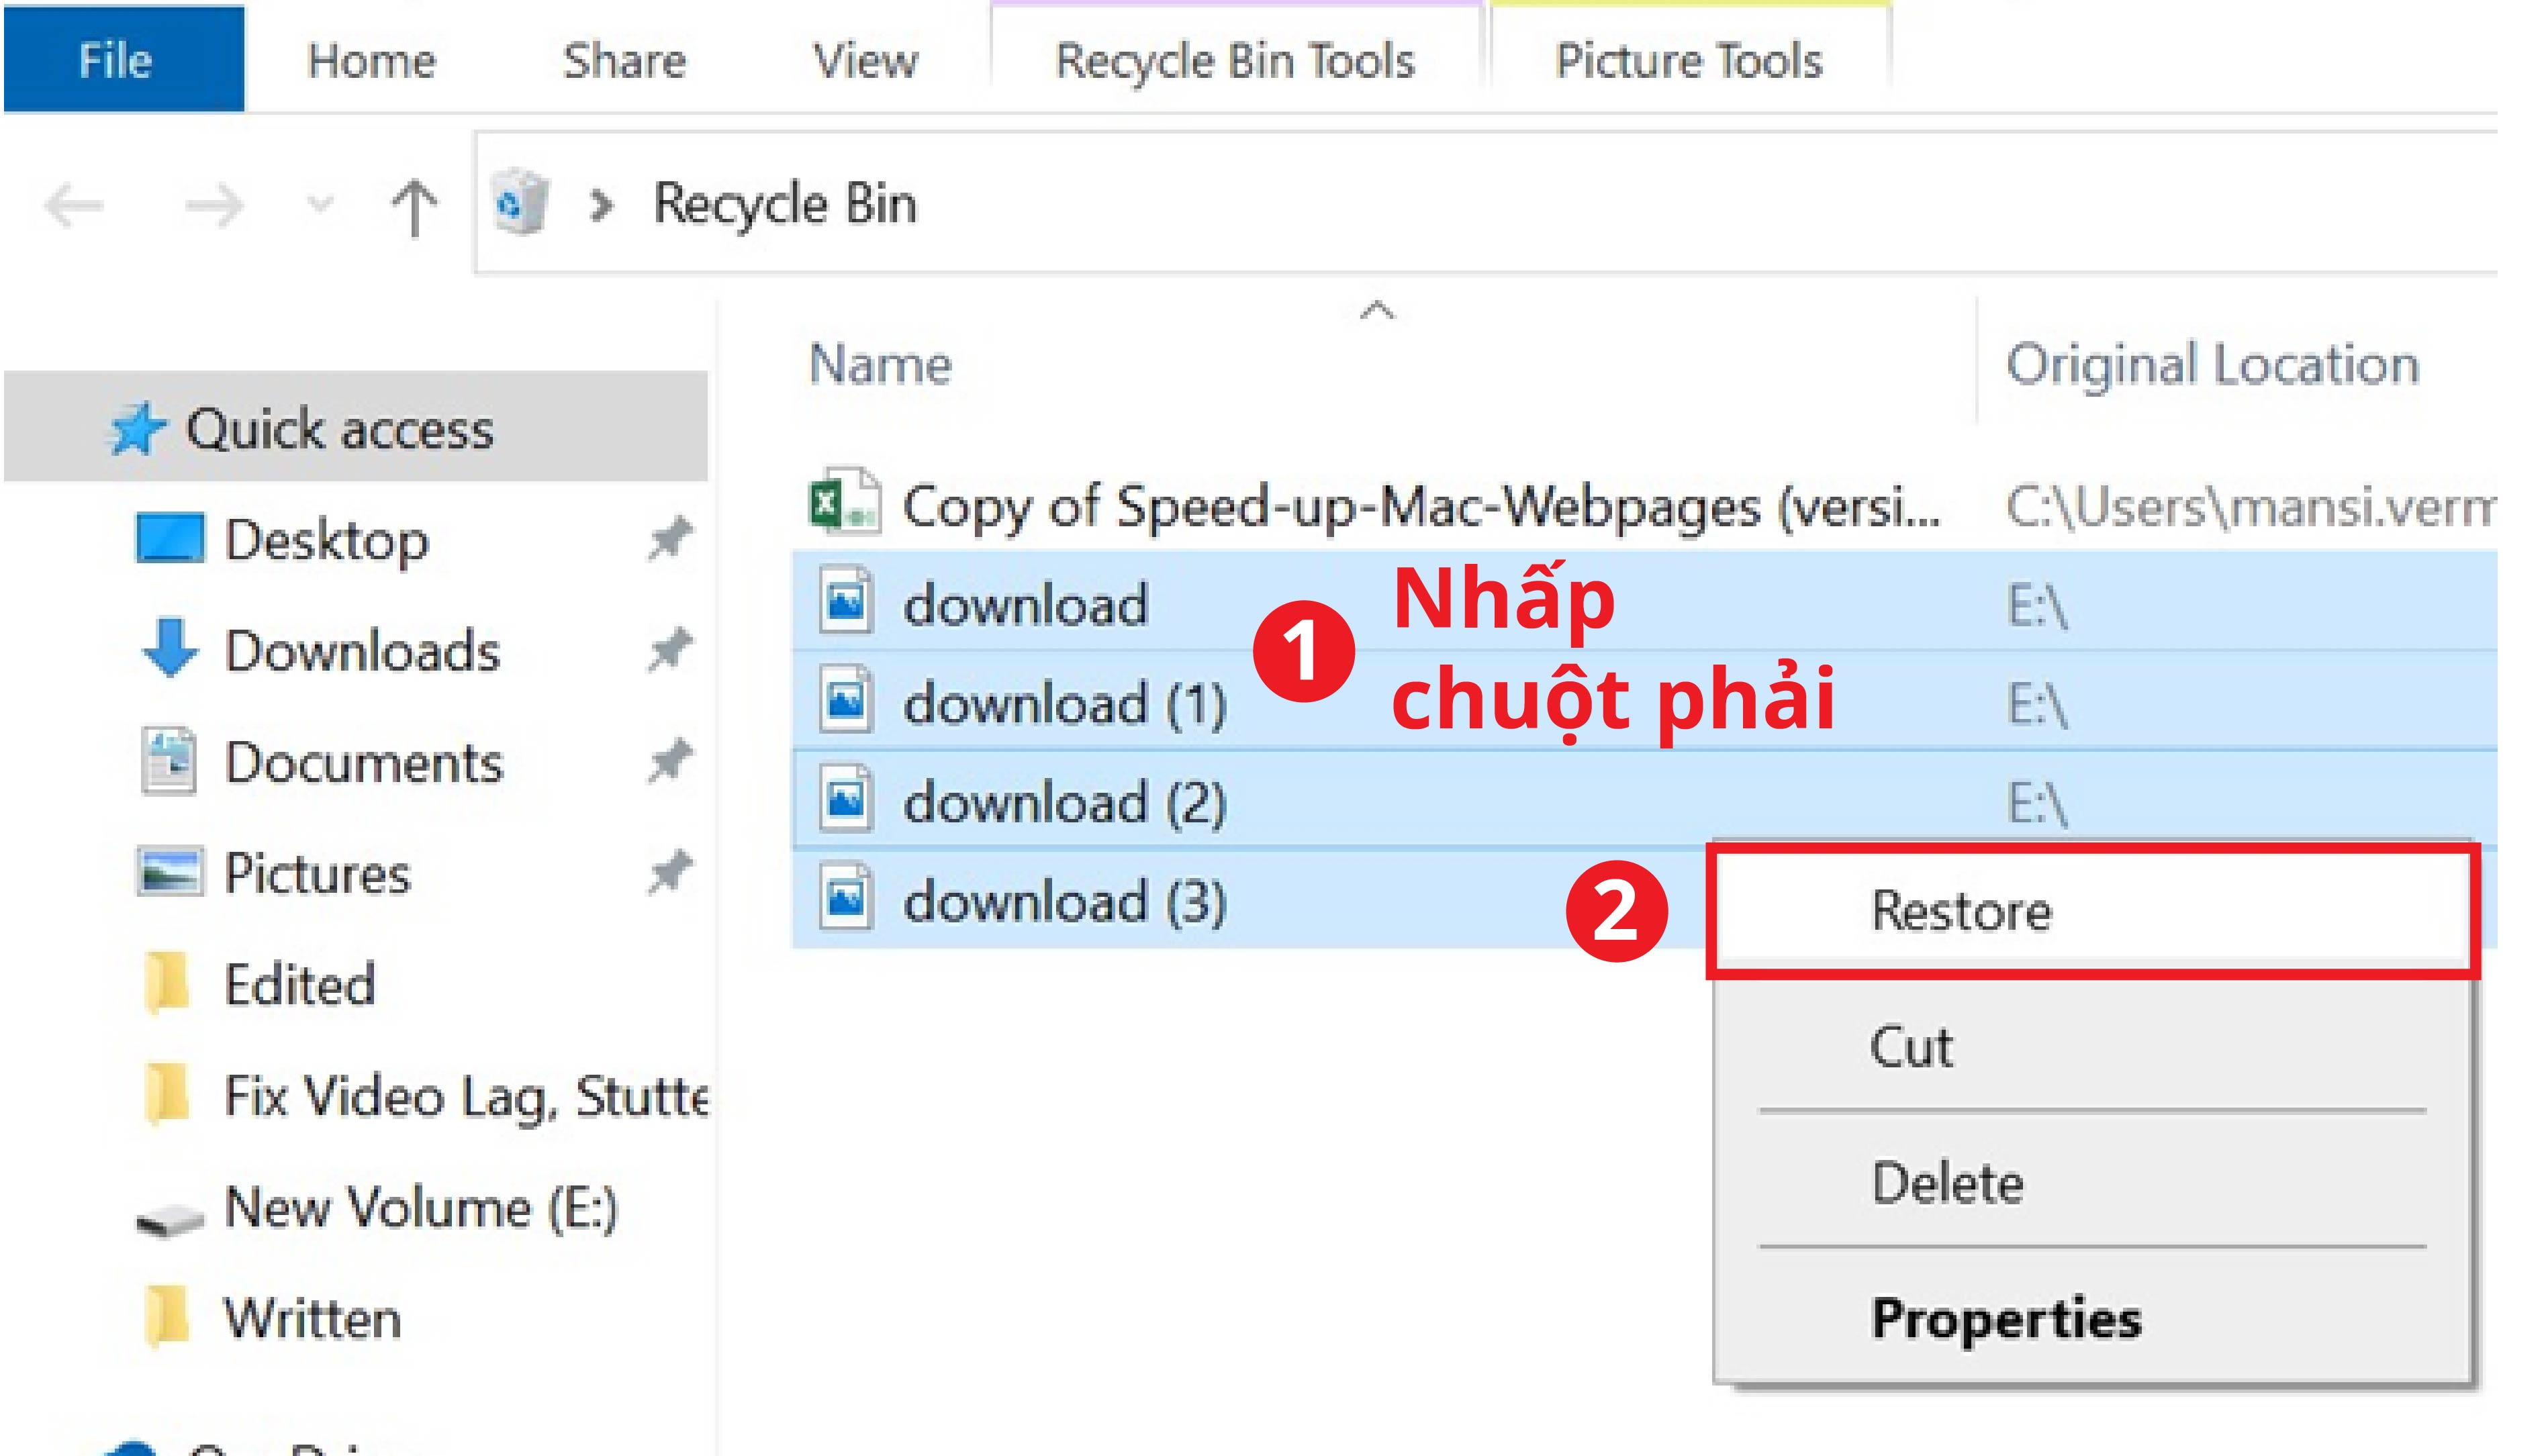 File Home Share View Recycle Bin Tools Picture Tools
Recycle Bin
Name Original Location
Quick access
Desktop
Downloads
Documents
Pictures
Edited
Fix Video Lag, Stutte
New Volume (E:)
Written
Copy of Speed-up-Mac-Webpages (versi... C:\Users\mansi.verm
download E:\
download (1) E:\
download (2) E:\
download (3)
1 Nhấp
chuột phải
2
Restore
Cut
Delete
Properties